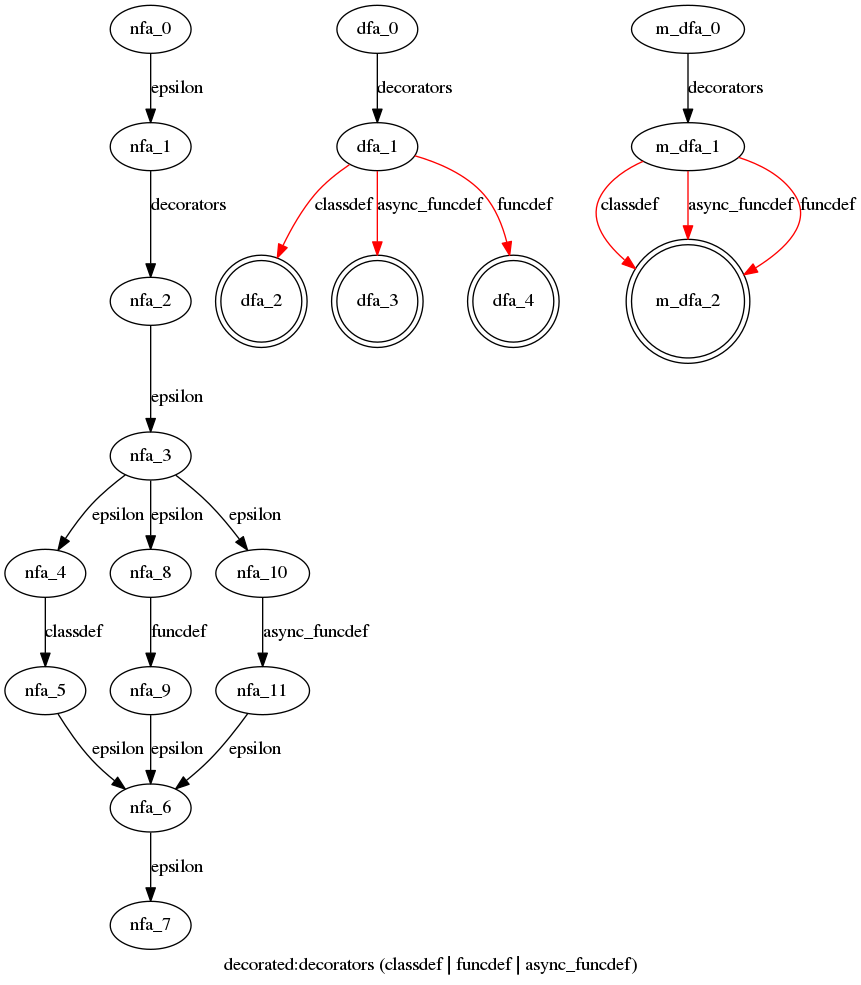 nfa_0
dfa_0
m_dfa_0
epsilon
decorators
decorators
nfa_1
dfa_1
m_dfa_1
decorators
classdef
async_funcdef
funcdef
classdef
async_funcdef
funcdef
nfa_2
dfa_2
dfa_3
dfa_4
m_dfa_2
epsilon
nfa_3
epsilon
epsilon
epsilon
nfa_4
nfa_8
nfa_10
classdef
funcdef
async_funcdef
nfa_5
nfa_9
nfa_11
epsilon
epsilon
epsilon
nfa_6
epsilon
nfa_7
decorated:decorators (classdef | funcdef | async_funcdef)